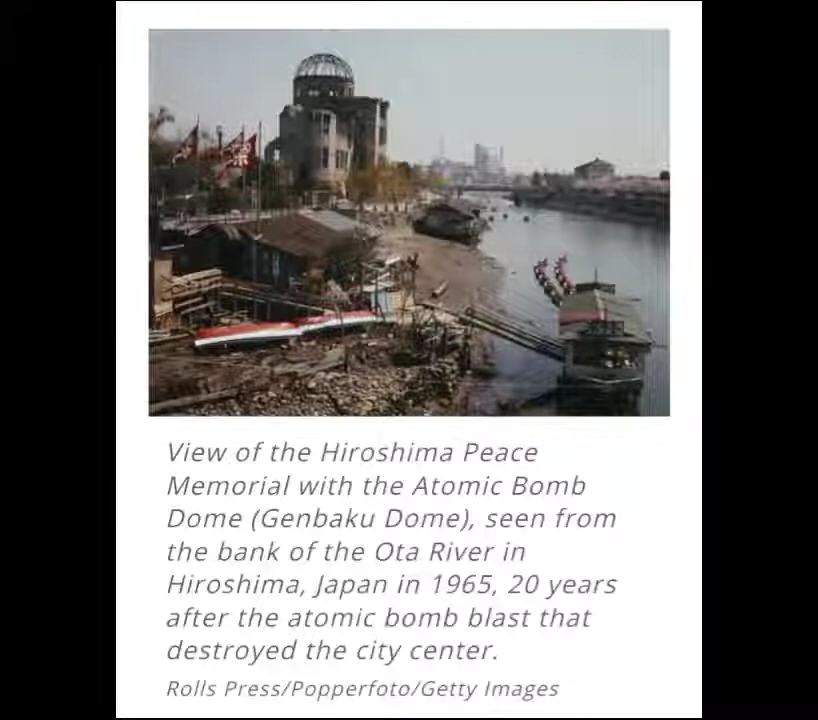 View of the Hiroshima Peace
Memorial with the Atomic Bomb
Dome (Genbaku Dome), seen from
the bank of the Ota River in
Hiroshima, Japan in 1965, 20 years
after the atomic bomb blast that
destroyed the city center.
Rolls Press/Popperfoto/Getty Images